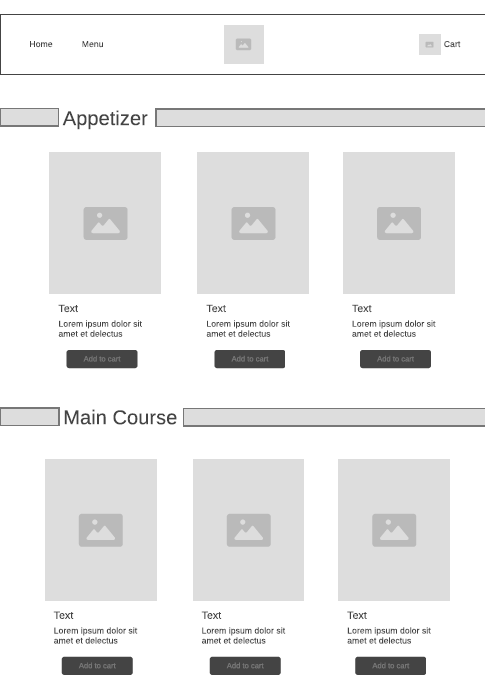 Home Menu Cart
Appetizer
Text Text Text
Lorem ipsum dolor sit Lorem ipsum dolor sit Lorem ipsum dolor sit
amet et delectus amet et delectus amet et delectus
Add to cart Add to cart Add to cart
Main Course
Text Text Text
Lorem ipsum dolor sit Lorem ipsum dolor sit Lorem ipsum dolor sit
amet et delectus amet et delectus amet et delectus
Add to cart Add to cart Add to cart